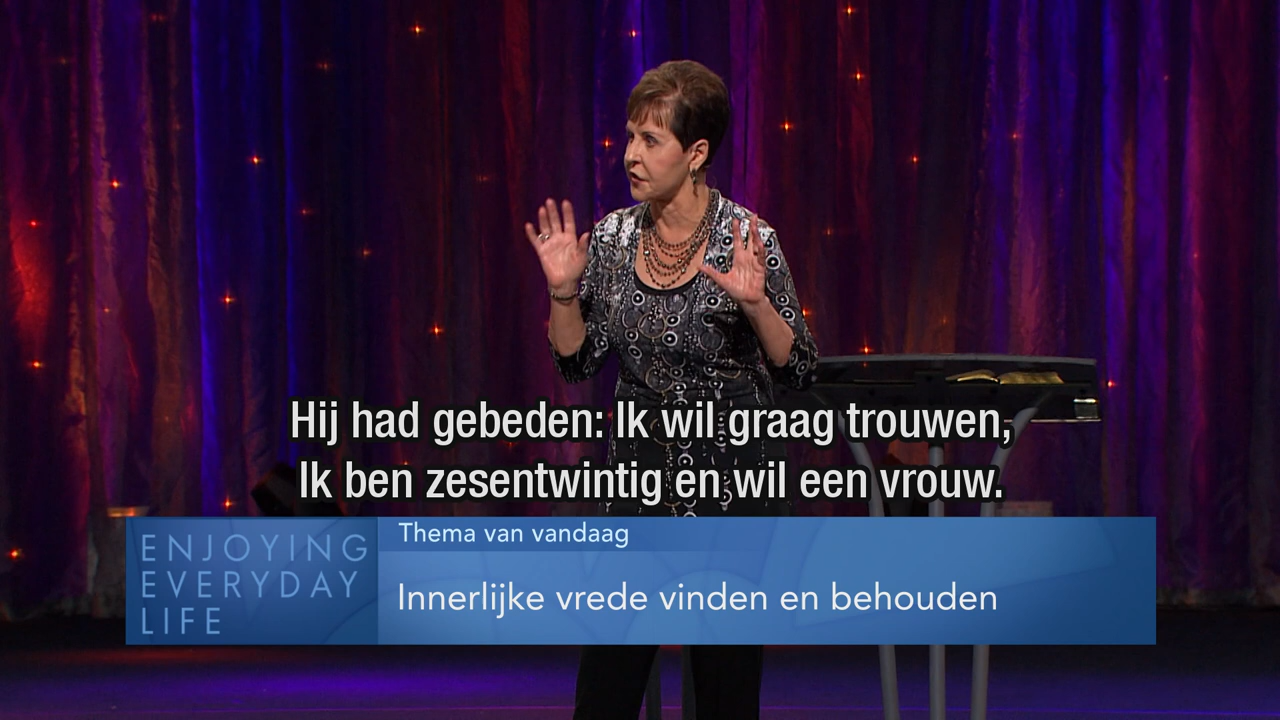 Hij had gebeden: Ik wil graag trouwen,
Ik ben zesentwintig en wil een vrouw.
ENJOYING
EVERYDAY
LIFE
Thema van vandaag
Innerlijke vrede vinden en behouden